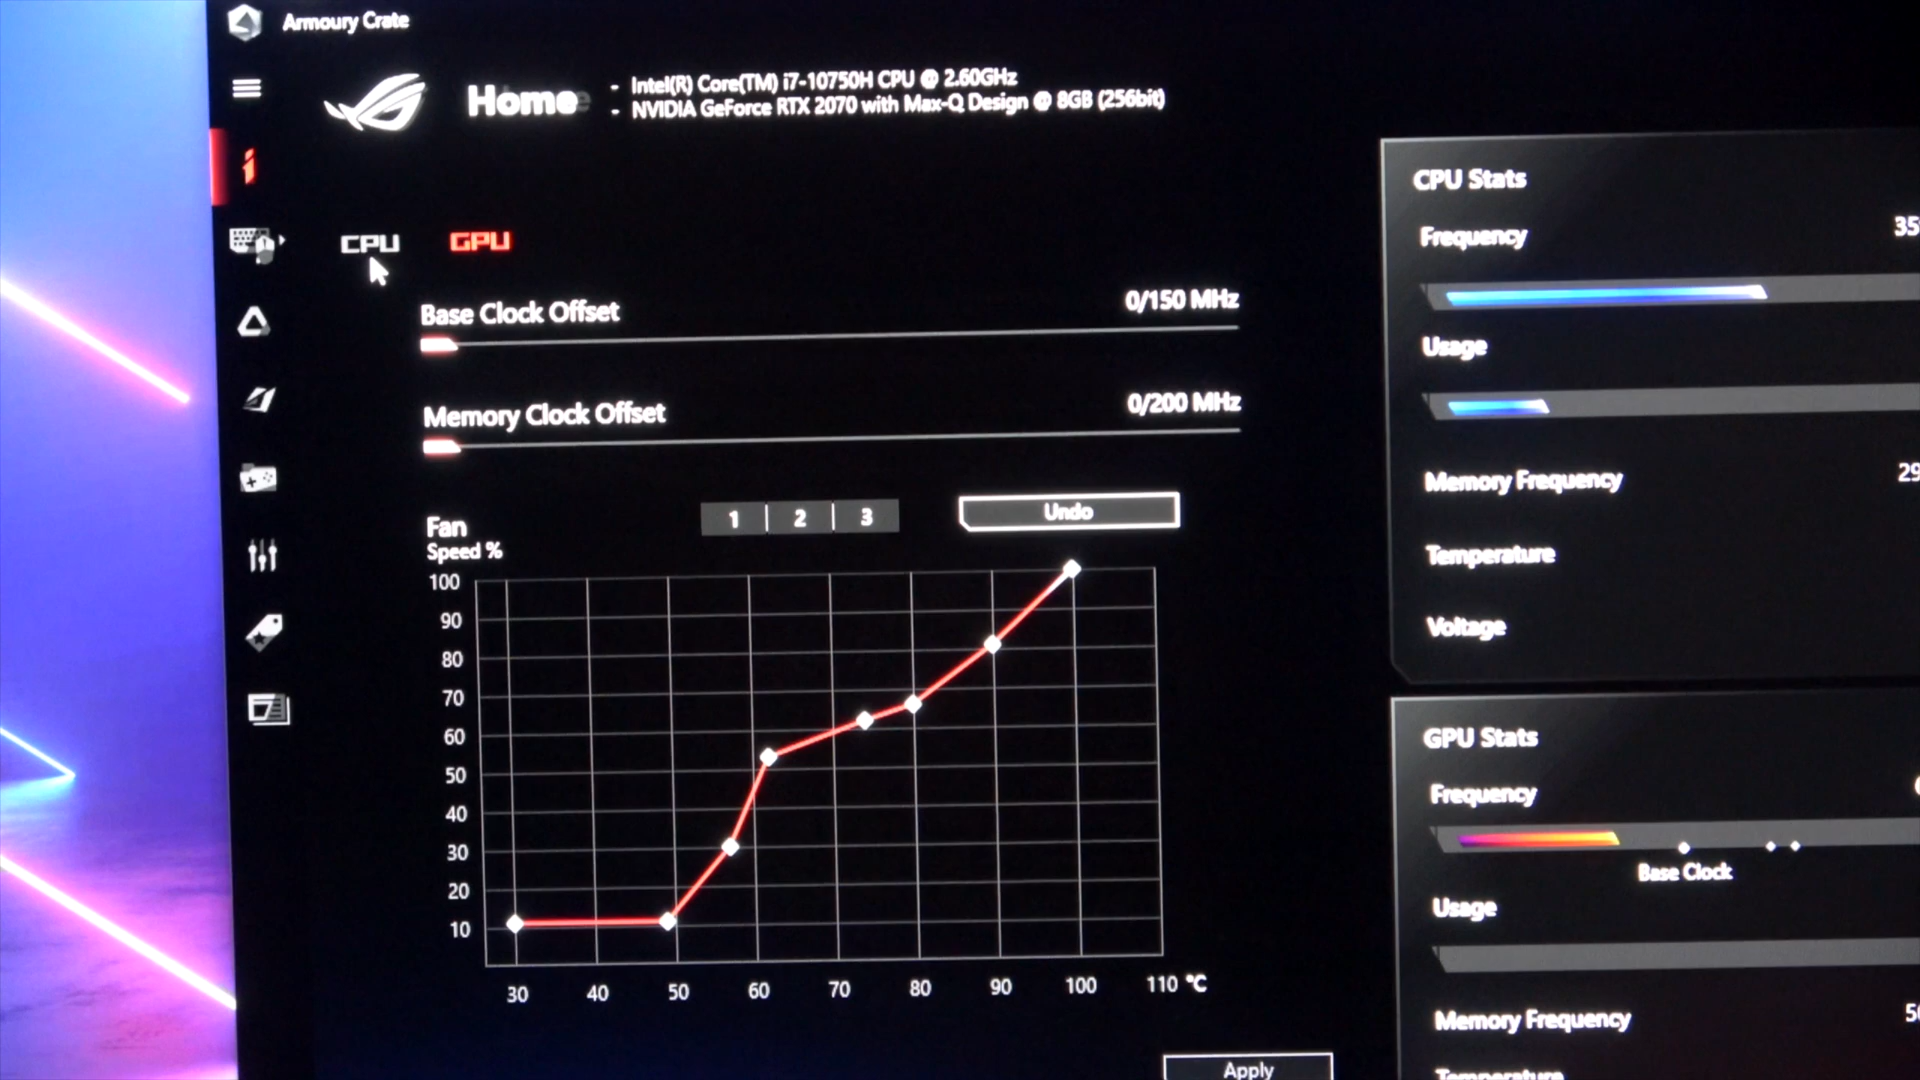 Armoury Crate
Home
- Intel(R) Core(TM) i7-10750H CPU @ 2.60GHz
- NVIDIA GeForce RTX 2070 with Max-Q Design @ 8GB (256bit)
CPU GPU
Base Clock Offset 0/150 MHz
Memory Clock Offset 0/200 MHz
Fan
Speed %
1 2 3
Undo
100
90
80
70
60
50
40
30
20
10
30 40 50 60 70 80 90 100 110 °C
Apply
CPU Stats
Frequency 35
Usage
Memory Frequency 29
Temperature
Voltage
GPU Stats
Frequency
Base Clock
Usage
Memory Frequency
Temperature